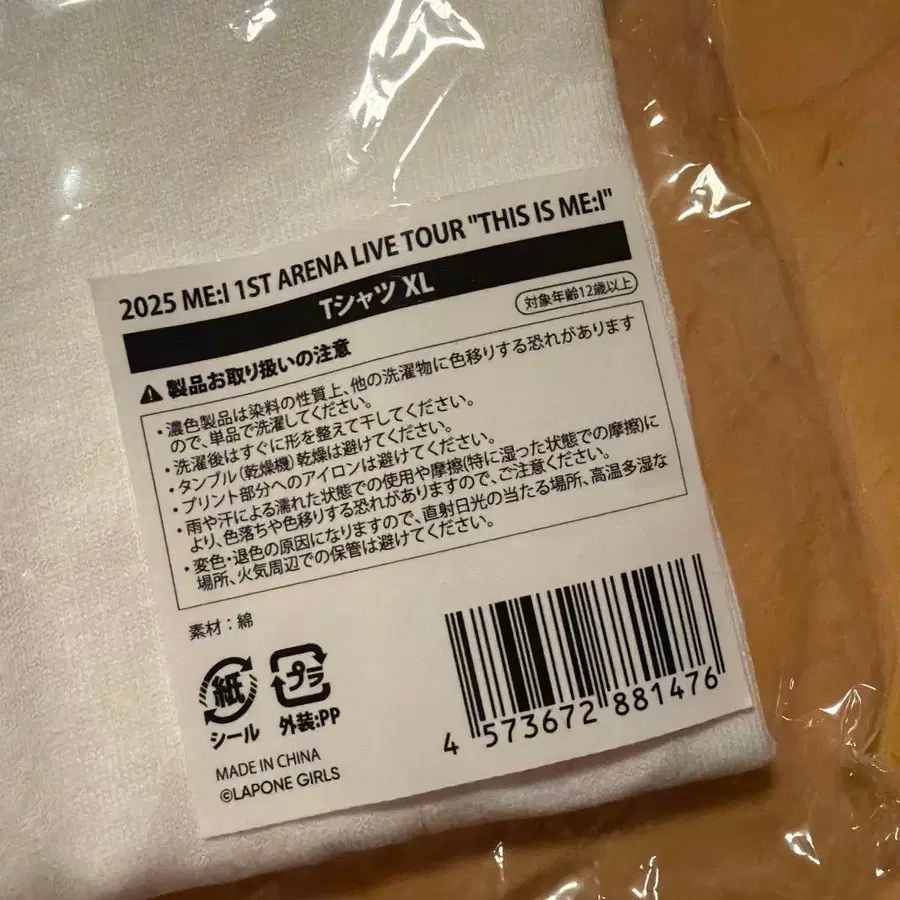 2025 ME:I 1ST ARENA LIVE TOUR "THIS IS ME:I"
Tシャツ XL
対象年齢12歳以上
製品お取り扱いの注意
・濃色製品は染料の性質上、他の洗濯物に色移りする恐れがあります
ので、単品で洗濯してください。
・洗濯後はすぐに形を整えて干してください。
・タンブル(乾燥機)乾燥は避けてください。
・プリント部分へのアイロンは避けてください。
・雨や汗による濡れた状態での使用や摩擦(特に湿った状態での摩擦)に
より、色落ちや色移りする恐れがありますので、ご注意ください。
・変色・退色の原因になりますので、直射日光の当たる場所、高温多湿な
場所、火気周辺での保管は避けてください。
素材：綿
紙
プラ
シール
外装:PP
MADE IN CHINA
©LAPONE GIRLS
4 573672 881476